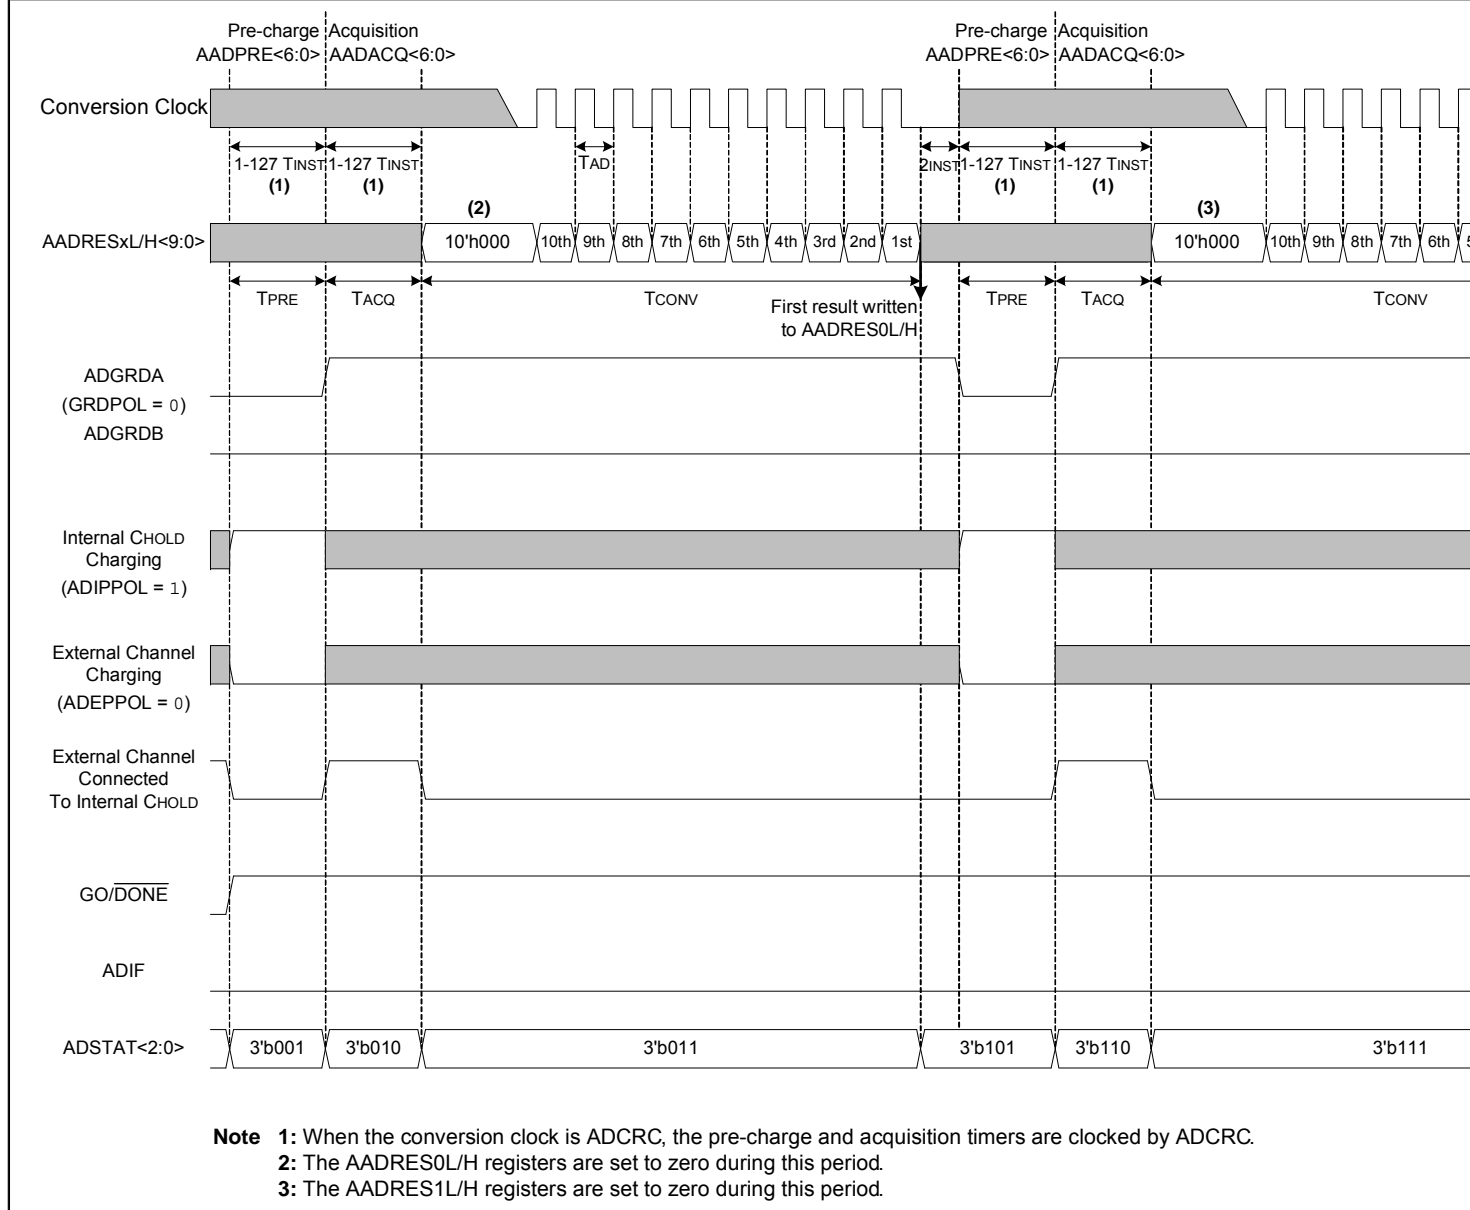 Pre-charge Acquisition Pre-charge Acquisition
AADPRE<6:0> AADACQ<6:0> AADPRE<6:0> AADACQ<6:0>
Conversion Clock
1-127 TINST 1-127 TINST TAD 2INST 1-127 TINST 1-127 TINST
(1) (1) (1) (1)
(2) (3)
AADRESxL/H<9:0> 10'h000 10th 9th 8th 7th 6th 5th 4th 3rd 2nd 1st 10'h000 10th 9th 8th 7th 6th 5
TPRE TACQ TCONV TPRE TACQ TCONV
First result written
to AADRES0L/H
ADGRDA
(GRDPOL = 0)
ADGRDB
Internal CHOLD
Charging
(ADIPPOL = 1)
External Channel
Charging
(ADEPPOL = 0)
External Channel
Connected
To Internal CHOLD
GO/DONE
ADIF
ADSTAT<2:0> 3'b001 3'b010 3'b011 3'b101 3'b110 3'b111
Note 1: When the conversion clock is ADCRC, the pre-charge and acquisition timers are clocked by ADCRC.
2: The AADRES0L/H registers are set to zero during this period.
3: The AADRES1L/H registers are set to zero during this period.